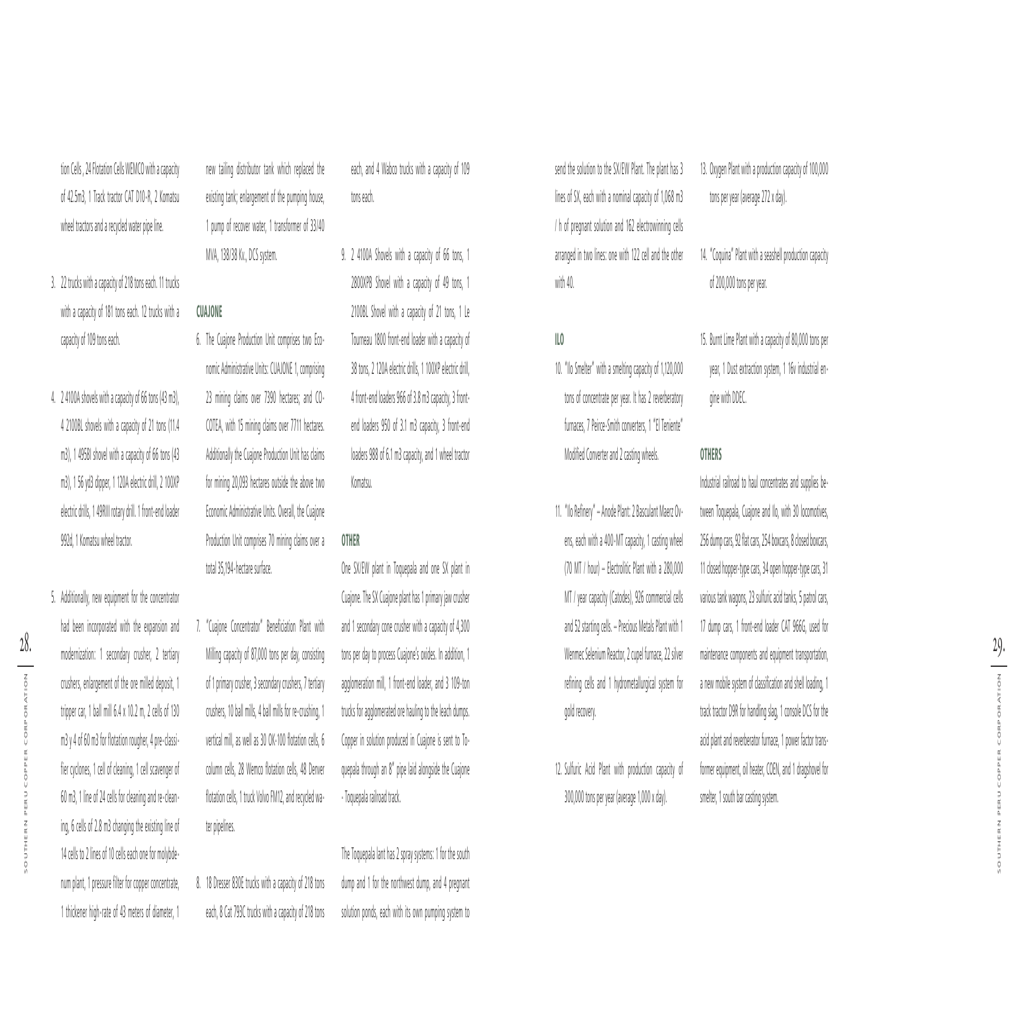 tion Cells , 24 Flotation Cells WEMCO with a capacity
of 42.5m3, 1 Track tractor CAT D10-R, 2 Komatsu
wheel tractors and a recycled water pipe line.
3. 22 trucks with a capacity of 218 tons each. 11 trucks
with a capacity of 181 tons each. 12 trucks with a
capacity of 109 tons each.
4. 2 4100A shovels with a capacity of 66 tons (43 m3),
4 2100BL shovels with a capacity of 21 tons (11.4
m3), 1 495BI shovel with a capacity of 66 tons (43
m3), 1 56 yd3 dipper, 1 120A electric drill, 2 100XP
electric drills, 1 49RIII rotary drill. 1 front-end loader
992d, 1 Komatsu wheel tractor.
5. Additionally, new equipment for the concentrator
had been incorporated with the expansion and
modernization: 1 secondary crusher, 2 tertiary
crushers, enlargement of the ore milled deposit, 1
tripper car, 1 ball mill 6.4 x 10.2 m, 2 cells of 130
m3 y 4 of 60 m3 for flotation rougher, 4 pre-classi-
fier cyclones, 1 cell of cleaning, 1 cell scavenger of
60 m3, 1 line of 24 cells for cleaning and re-clean-
ing, 6 cells of 2.8 m3 changing the existing line of
14 cells to 2 lines of 10 cells each one for molybde-
num plant, 1 pressure filter for copper concentrate,
1 thickener high-rate of 43 meters of diameter, 1
new tailing distributor tank which replaced the
existing tank; enlargement of the pumping house,
1 pump of recover water, 1 transformer of 33/40
MVA, 138/38 Kv., DCS system.
CUAJONE
6. The Cuajone Production Unit comprises two Eco-
nomic Administrative Units: CUAJONE 1, comprising
23 mining claims over 7390 hectares; and CO-
COTEA, with 15 mining claims over 7711 hectares.
Additionally the Cuajone Production Unit has claims
for mining 20,093 hectares outside the above two
Economic Administrative Units. Overall, the Cuajone
Production Unit comprises 70 mining claims over a
total 35,194-hectare surface.
7. "Cuajone Concentrator" Beneficiation Plant with
Milling capacity of 87,000 tons per day, consisting
of 1 primary crusher, 3 secondary crushers, 7 tertiary
crushers, 10 ball mills, 4 ball mills for re-crushing, 1
vertical mill, as well as 30 OK-100 flotation cells, 6
column cells, 28 Wemco flotation cells, 48 Denver
flotation cells, 1 truck Volvo FM12, and recycled wa-
ter pipelines.
8. 18 Dresser 830E trucks with a capacity of 218 tons
each, 8 Cat 793C trucks with a capacity of 218 tons
each, and 4 Wabco trucks with a capacity of 109
tons each.
9. 2 4100A Shovels with a capacity of 66 tons, 1
2800XPB Shovel with a capacity of 49 tons, 1
2100BL Shovel with a capacity of 21 tons, 1 Le
Tourneau 1800 front-end loader with a capacity of
38 tons, 2 120A electric drills, 1 100XP electric drill,
4 front-end loaders 966 of 3.8 m3 capacity, 3 front-
end loaders 950 of 3.1 m3 capacity, 3 front-end
loaders 988 of 6.1 m3 capacity, and 1 wheel tractor
Komatsu.
OTHER
One SX/EW plant in Toquepala and one SX plant in
Cuajone. The SX Cuajone plant has 1 primary jaw crusher
and 1 secondary cone crusher with a capacity of 4,300
tons per day to process Cuajone's oxides. In addition, 1
agglomeration mill, 1 front-end loader, and 3 109-ton
trucks for agglomerated ore hauling to the leach dumps.
Copper in solution produced in Cuajone is sent to To-
quepala through an 8" pipe laid alongside the Cuajone
- Toquepala railroad track.
The Toquepala lant has 2 spray systems: 1 for the south
dump and 1 for the northwest dump, and 4 pregnant
solution ponds, each with its own pumping system to
28.
SOUTHERN PERU COPPER CORPORATION
send the solution to the SX/EW Plant. The plant has 3
lines of SX, each with a nominal capacity of 1,068 m3
/ h of pregnant solution and 162 electrowinning cells
arranged in two lines: one with 122 cell and the other
with 40.
ILO
10. "Ilo Smelter" with a smelting capacity of 1,120,000
tons of concentrate per year. It has 2 reverberatory
furnaces, 7 Peirce-Smith converters, 1 "El Teniente"
Modified Converter and 2 casting wheels.
11. "Ilo Refinery" – Anode Plant: 2 Basculant Maerz Ov-
ens, each with a 400-MT capacity, 1 casting wheel
(70 MT / hour) – Electrolitic Plant with a 280,000
MT / year capacity (Catodes), 926 commercial cells
and 52 starting cells. – Precious Metals Plant with 1
Wenmec Selenium Reactor, 2 cupel furnace, 22 silver
refining cells and 1 hydrometallurgical system for
gold recovery.
12. Sulfuric Acid Plant with production capacity of
300,000 tons per year (average 1,000 x day).
13. Oxygen Plant with a production capacity of 100,000
tons per year (average 272 x day).
14. "Coquina" Plant with a seashell production capacity
of 200,000 tons per year.
15. Burnt Lime Plant with a capacity of 80,000 tons per
year, 1 Dust extraction system, 1 16v industrial en-
gine with DDEC.
OTHERS
Industrial railroad to haul concentrates and supplies be-
tween Toquepala, Cuajone and Ilo, with 30 locomotives,
256 dump cars, 92 flat cars, 254 boxcars, 8 closed boxcars,
11 closed hopper-type cars, 34 open hopper-type cars, 31
various tank wagons, 23 sulfuric acid tanks, 5 patrol cars,
17 dump cars, 1 front-end loader CAT 966G, used for
maintenance components and equipment transportation,
a new mobile system of classification and shell loading, 1
track tractor D9R for handling slag, 1 console DCS for the
acid plant and reverberator furnace, 1 power factor trans-
former equipment, oil heater, COEN, and 1 dragshovel for
smelter, 1 south bar casting system.
29.
SOUTHERN PERU COPPER CORPORATION